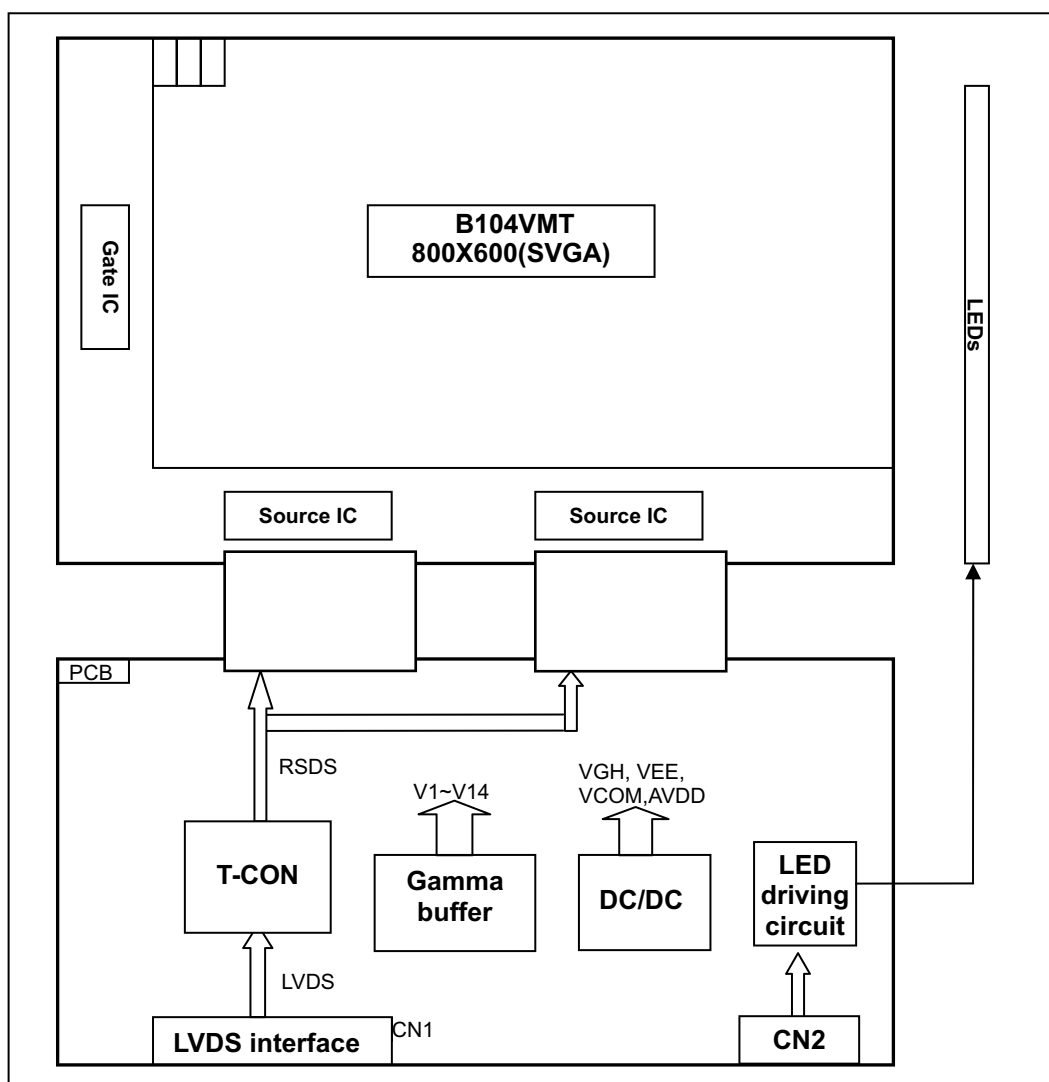 B104VMT
800X600(SVGA)
Gate IC
LEDs
Source IC
Source IC
PCB
RSDS
V1~V14
VGH, VEE,
VCOM,AVDD
T-CON
Gamma
buffer
DC/DC
LED
driving
circuit
LVDS
LVDS interface
CN1
CN2